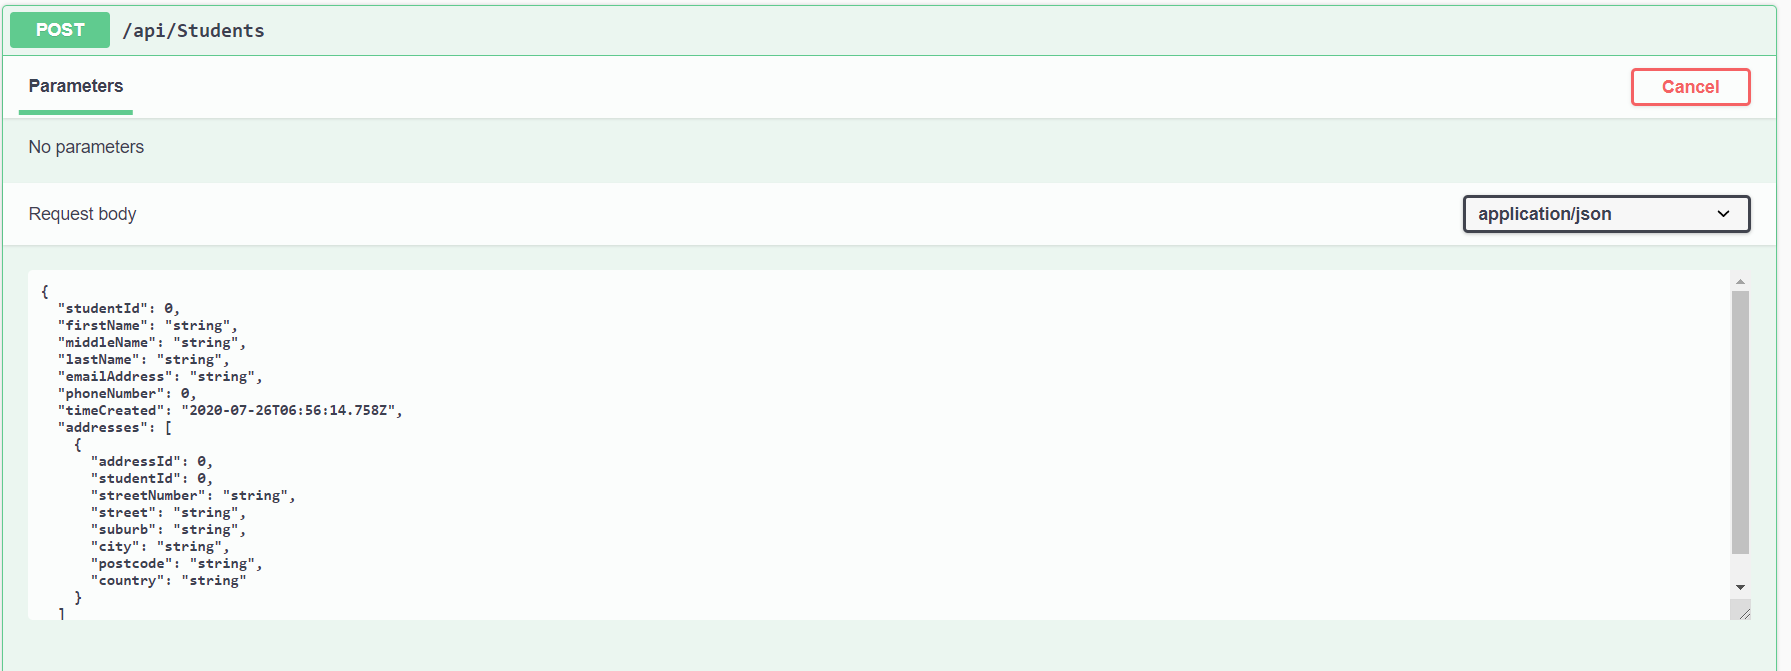 POST /api/Students
Parameters
Cancel
No parameters
Request body
application/json
{
  "studentId": 0,
  "firstName": "string",
  "middleName": "string",
  "lastName": "string",
  "emailAddress": "string",
  "phoneNumber": 0,
  "timeCreated": "2020-07-26T06:56:14.758Z",
  "addresses": [
    {
      "addressId": 0,
      "studentId": 0,
      "streetNumber": "string",
      "street": "string",
      "suburb": "string",
      "city": "string",
      "postcode": "string",
      "country": "string"
    }
  ]